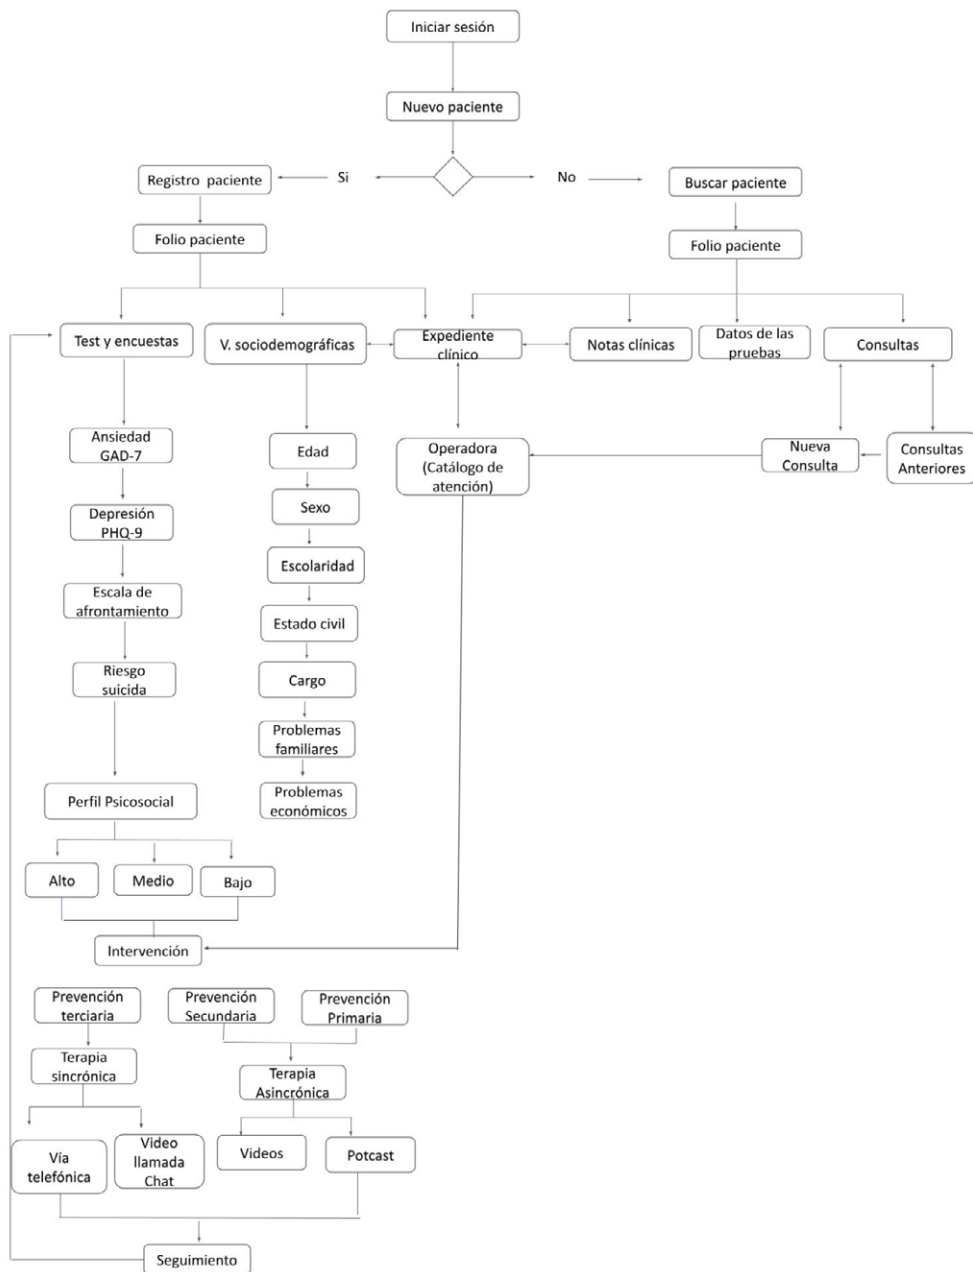 Iniciar sesión
Nuevo paciente
Registro paciente
Si
No
Buscar paciente
Folio paciente
Folio paciente
Test y encuestas
V. sociodemográficas
Expediente
clínico
Notas clínicas
Datos de las
pruebas
Consultas
Ansiedad
GAD-7
Edad
Operadora
(Catálogo de
atención)
Nueva
Consulta
Consultas
Anteriores
Depresión
PHQ-9
Sexo
Escolaridad
Escala de
afrontamiento
Estado civil
Riesgo
suicida
Cargo
Problemas
familiares
Perfil Psicosocial
Problemas
económicos
Alto
Medio
Bajo
Intervención
Prevención
terciaria
Prevención
Secundaria
Prevención
Primaria
Terapia
sincrónica
Terapia
Asincrónica
Vía
telefónica
Video
llamada
Chat
Videos
Potcast
Seguimiento